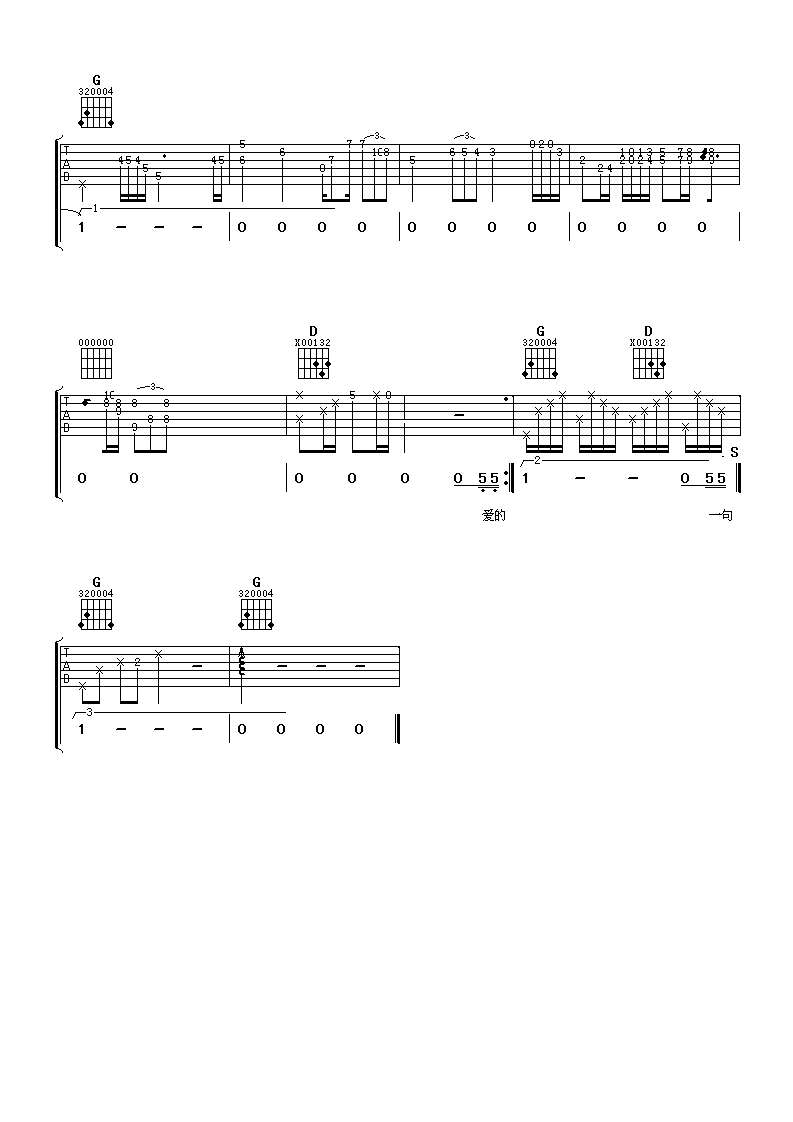 G
320004
3 3
T 5 7 7 0 2 0
6 10 8 6 5 4 3 3 1 0 1 3 5 7 8 8
A 4 5 4 4 5 6 7 5 2 2 0 2 4 5 7 9 9
5 0 2 4
B 5
1
1 – – – 0 0 0 0 0 0 0 0 0 0 0 0
D G D
000000 X00132 320004 X00132
3
T 10 5 0
8 8 8 8
A 9
8 8
B 9
S
2
0 0 0 0 0 0 5 5 1 – – 0 5 5
爱的 一句
G G
320004 320004
T
A 2
B
3
1 – – – 0 0 0 0